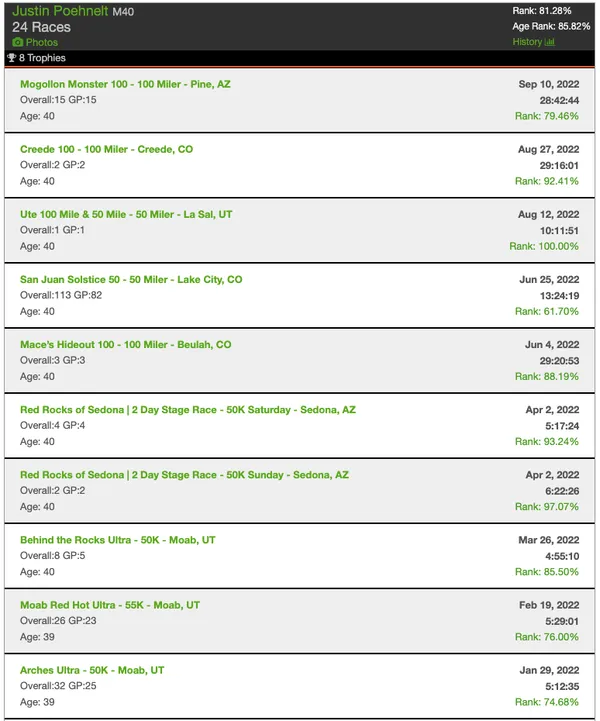 Justin Poehnelt M40
Rank: 81.28%
24 Races
Age Rank: 85.82%
Photos
History
8 Trophies
Mogollon Monster 100 - 100 Miler - Pine, AZ
Sep 10, 2022
Overall:15 GP:15
28:42:44
Age: 40
Rank: 79.46%
Creede 100 - 100 Miler - Creede, CO
Aug 27, 2022
Overall:2 GP:2
29:16:01
Age: 40
Rank: 92.41%
Ute 100 Mile & 50 Mile - 50 Miler - La Sal, UT
Aug 12, 2022
Overall:1 GP:1
10:11:51
Age: 40
Rank: 100.00%
San Juan Solstice 50 - 50 Miler - Lake City, CO
Jun 25, 2022
Overall:113 GP:82
13:24:19
Age: 40
Rank: 61.70%
Mace's Hideout 100 - 100 Miler - Beulah, CO
Jun 4, 2022
Overall:3 GP:3
29:20:53
Age: 40
Rank: 88.19%
Red Rocks of Sedona | 2 Day Stage Race - 50K Saturday - Sedona, AZ
Apr 2, 2022
Overall:4 GP:4
5:17:24
Age: 40
Rank: 93.24%
Red Rocks of Sedona | 2 Day Stage Race - 50K Sunday - Sedona, AZ
Apr 2, 2022
Overall:2 GP:2
6:22:26
Age: 40
Rank: 97.07%
Behind the Rocks Ultra - 50K - Moab, UT
Mar 26, 2022
Overall:8 GP:5
4:55:10
Age: 40
Rank: 85.50%
Moab Red Hot Ultra - 55K - Moab, UT
Feb 19, 2022
Overall:26 GP:23
5:29:01
Age: 39
Rank: 76.00%
Arches Ultra - 50K - Moab, UT
Jan 29, 2022
Overall:32 GP:25
5:12:35
Age: 39
Rank: 74.68%